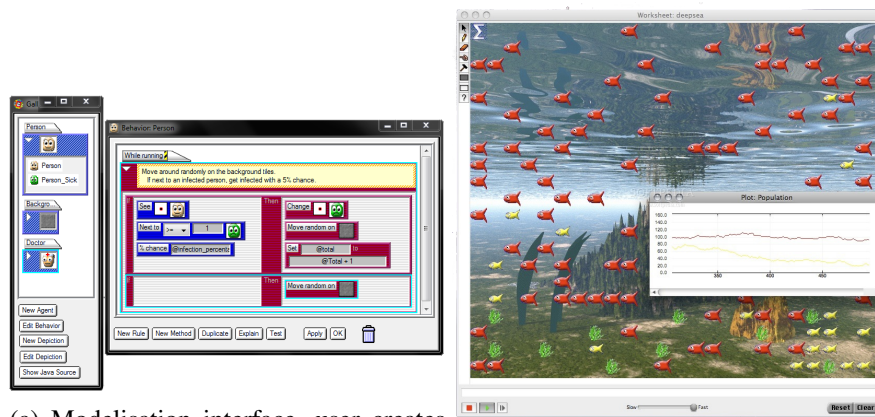 Gall
Person
Person
Person_Sick
Backgro...
Doctor
New Agent
Edit Behavior
New Depiction
Edit Depiction
Show Java Source
Behavior: Person
While running
Move around randomly on the background tiles.
If next to an infected person, get infected with a 5% chance.
If
See
Next to >= 1
% chance @infection_percenta
Then
Change
Move random on
Set @total to
@Total + 1
If
Then
Move random on
New Rule New Method Duplicate Explain Test Apply OK
Worksheet: deepsea
Σ
?
Plot: Population
160.0
140.0
120.0
100.0
80.0
60.0
40.0
20.0
0.0
350 400 450
Slow Fast
Reset Clear
(a) Modelisation interface, user creates